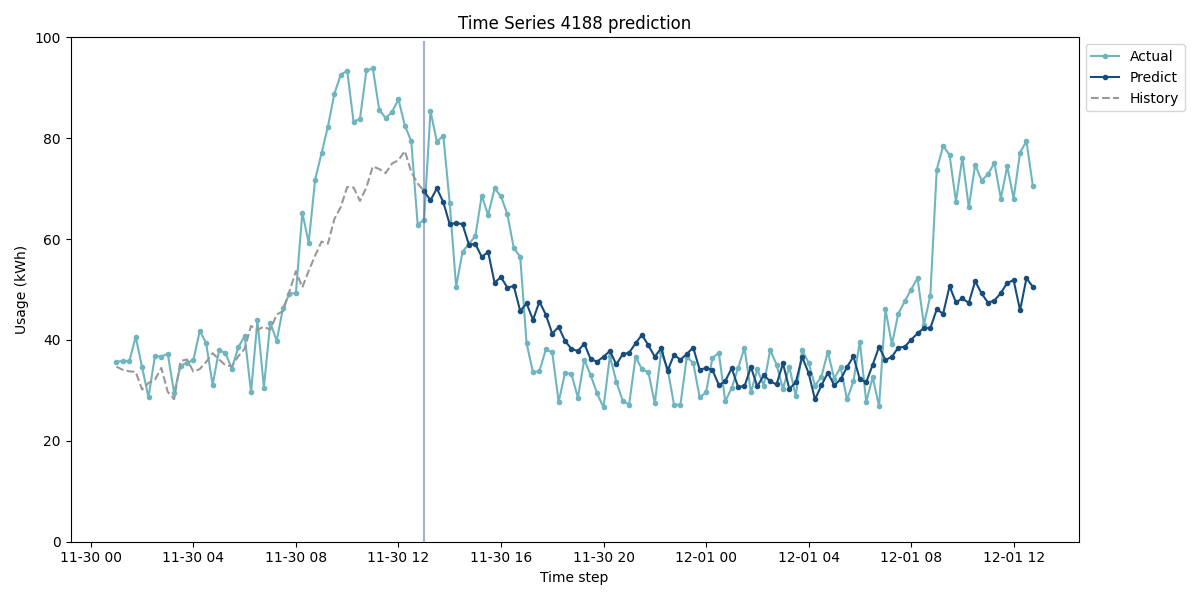 Time Series 4188 prediction
100
80
60
40
20
0
Usage (kWh)
11-30 00
11-30 04
11-30 08
11-30 12
11-30 16
11-30 20
12-01 00
12-01 04
12-01 08
12-01 12
Time step
Actual
Predict
History